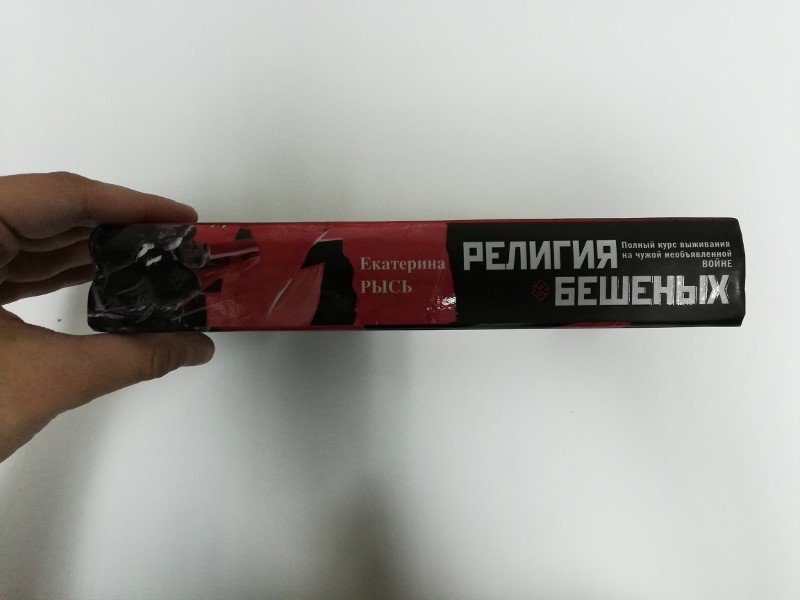 Екатерина
РЫСЬ
РЕЛИГИЯ
БЕШЕНЫХ
Полный курс выживания
на чужой необъявленной
ВОЙНЕ